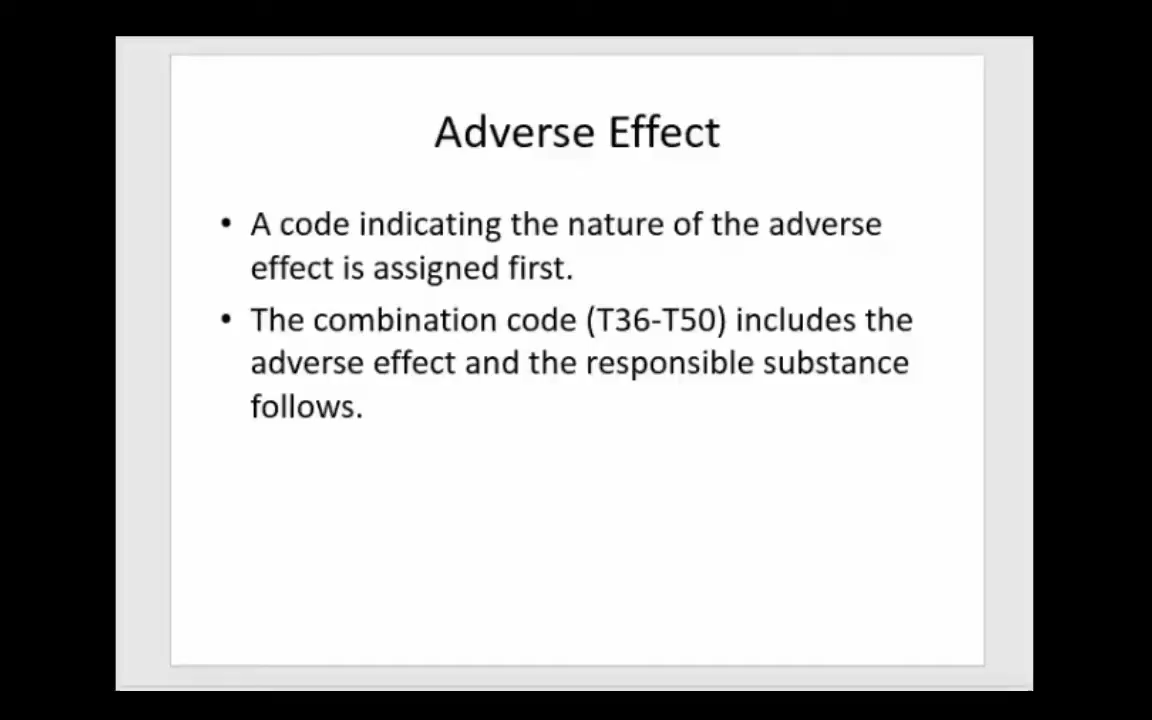 Adverse Effect
• A code indicating the nature of the adverse
effect is assigned first.
• The combination code (T36-T50) includes the
adverse effect and the responsible substance
follows.